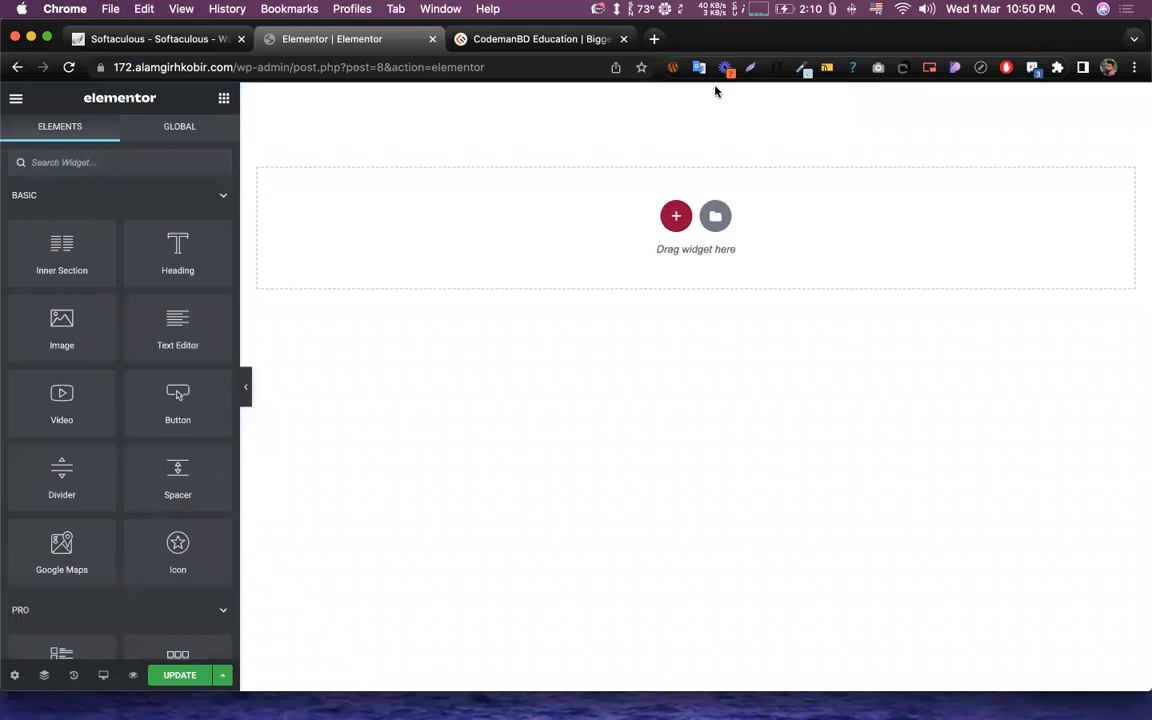 Chrome File Edit View History Bookmarks Profiles Tab Window Help 73° 40 KB/s 3 KB/s 2:10 Wed 1 Mar 10:50 PM
Softaculous - Softaculous - Wo Elementor | Elementor CodemanBD Education | Bigge
172.alamgirhkobir.com/wp-admin/post.php?post=8&action=elementor 7 3
elementor
ELEMENTS GLOBAL
Search Widget...
BASIC
Inner Section Heading
Image Text Editor
Video Button
Divider Spacer
Google Maps Icon
PRO
UPDATE
Drag widget here